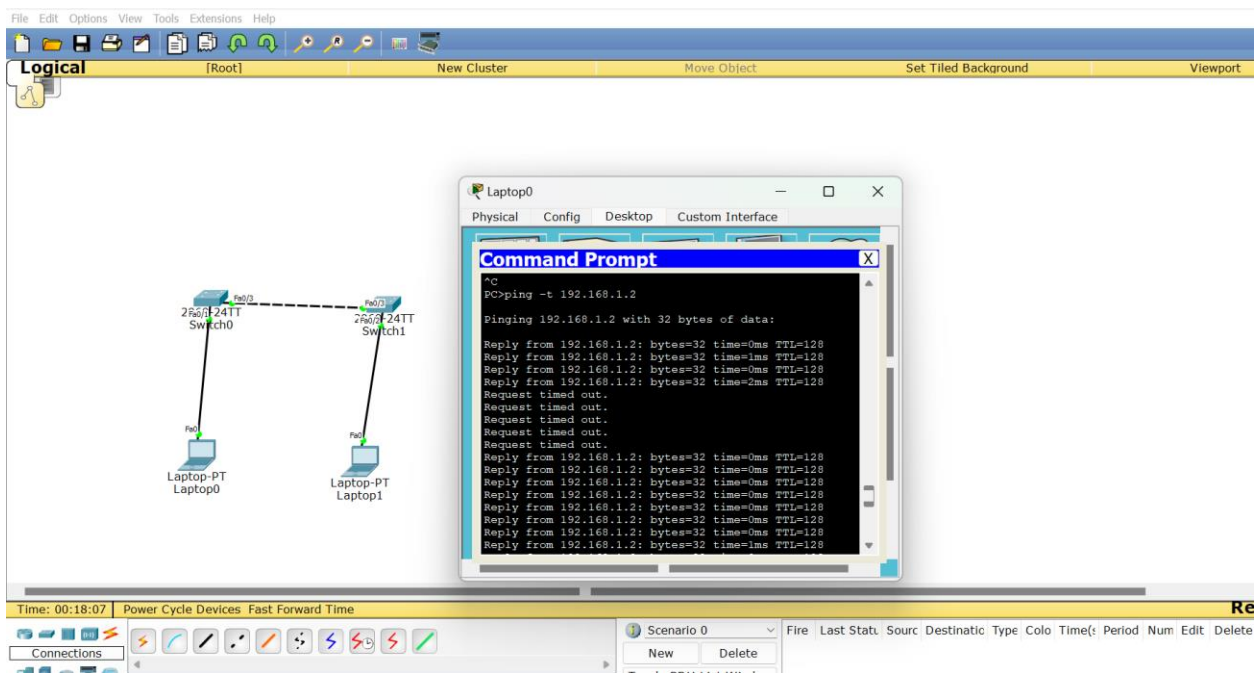 File Edit Options View Tools Extensions Help
Logical [Root] New Cluster Move Object Set Tiled Background Viewport
Laptop0
Physical Config Desktop Custom Interface
Command Prompt X
^C
PC>ping -t 192.168.1.2
Pinging 192.168.1.2 with 32 bytes of data:
Reply from 192.168.1.2: bytes=32 time=0ms TTL=128
Reply from 192.168.1.2: bytes=32 time=1ms TTL=128
Reply from 192.168.1.2: bytes=32 time=0ms TTL=128
Reply from 192.168.1.2: bytes=32 time=2ms TTL=128
Request timed out.
Request timed out.
Request timed out.
Request timed out.
Request timed out.
Reply from 192.168.1.2: bytes=32 time=0ms TTL=128
Reply from 192.168.1.2: bytes=32 time=0ms TTL=128
Reply from 192.168.1.2: bytes=32 time=0ms TTL=128
Reply from 192.168.1.2: bytes=32 time=0ms TTL=128
Reply from 192.168.1.2: bytes=32 time=0ms TTL=128
Reply from 192.168.1.2: bytes=32 time=0ms TTL=128
Reply from 192.168.1.2: bytes=32 time=0ms TTL=128
Reply from 192.168.1.2: bytes=32 time=1ms TTL=128
Fa0/3 Fa0/3
24TT 24TT
Switch0 Switch1
Fa0 Fa0
Laptop-PT Laptop-PT
Laptop0 Laptop1
Time: 00:18:07 Power Cycle Devices Fast Forward Time Re
Connections
Scenario 0 Fire Last Statu Sourc Destinatic Type Colo Time(s Period Num Edit Delete
New Delete